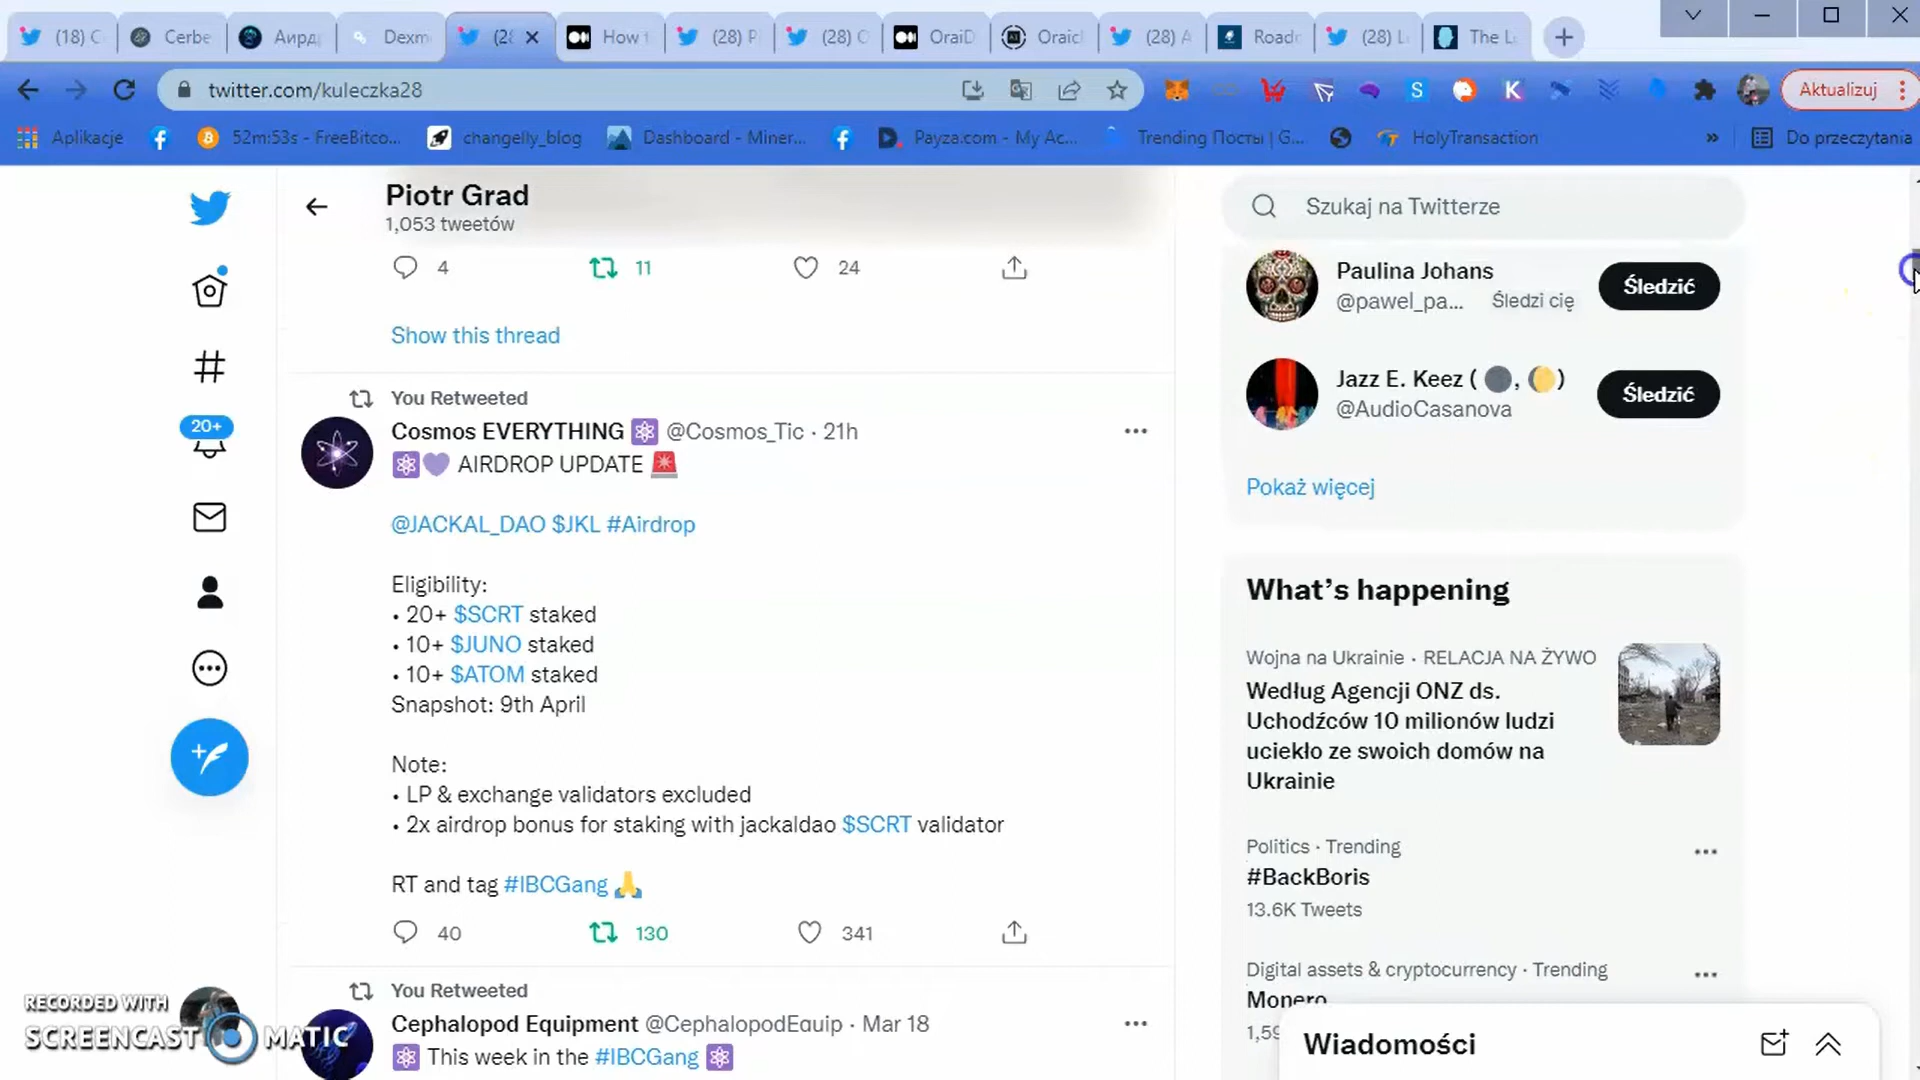 (18) C
Cerbe
Аирд
Dexm
(28
How t
(28) P
(28) C
OraiD
Oraic
(28) A
Road
(28) L
The L
twitter.com/kuleczka28
Aktualizuj
Aplikacje
52m:53s - FreeBitco...
changelly_blog
Dashboard - Miner...
Payza.com - My Ac...
Trending Посты | G...
HolyTransaction
»
Do przeczytania
Piotr Grad
1,053 tweetów
Szukaj na Twitterze
4
11
24
Show this thread
Paulina Johans
@pawel_pa... Śledzi cię
Śledzić
Jazz E. Keez ( 🌑, 🌔)
@AudioCasanova
Śledzić
Pokaż więcej
20+
You Retweeted
Cosmos EVERYTHING ⚛ @Cosmos_Tic · 21h
⚛💜 AIRDROP UPDATE 🚨
@JACKAL_DAO $JKL #Airdrop
Eligibility:
• 20+ $SCRT staked
• 10+ $JUNO staked
• 10+ $ATOM staked
Snapshot: 9th April
Note:
• LP & exchange validators excluded
• 2x airdrop bonus for staking with jackaldao $SCRT validator
RT and tag #IBCGang 🙏
40
130
341
You Retweeted
Cephalopod Equipment @CephalopodEquip · Mar 18
⚛ This week in the #IBCGang ⚛
What's happening
Wojna na Ukrainie · RELACJA NA ŻYWO
Według Agencji ONZ ds.
Uchodźców 10 milionów ludzi
uciekło ze swoich domów na
Ukrainie
Politics · Trending
#BackBoris
13.6K Tweets
Digital assets & cryptocurrency · Trending
Monero
1,59
Wiadomości
RECORDED WITH
SCREENCAST MATIC